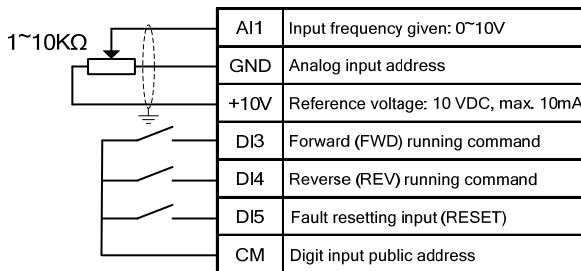 1~10KΩ
AI1 Input frequency given: 0~10V
GND Analog input address
+10V Reference voltage: 10 VDC, max. 10mA
DI3 Forward (FWD) running command
DI4 Reverse (REV) running command
DI5 Fault resetting input (RESET)
CM Digit input public address